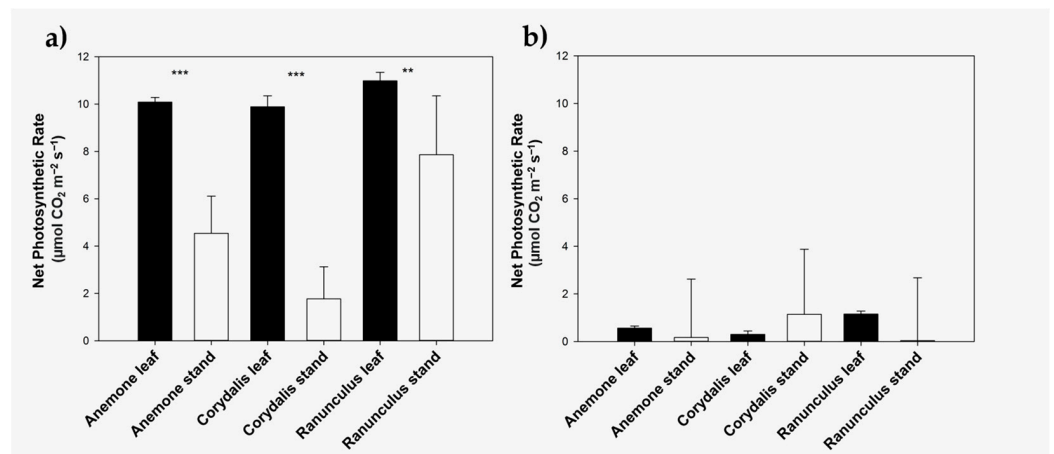 a)
Net Photosynthetic Rate
(µmol CO₂ m⁻² s⁻¹)
12
10
8
6
4
2
0
***
***
**
Anemone leaf
Anemone stand
Corydalis leaf
Corydalis stand
Ranunculus leaf
Ranunculus stand
b)
Net Photosynthetic Rate
(µmol CO₂ m⁻² s⁻¹)
12
10
8
6
4
2
0
Anemone leaf
Anemone stand
Corydalis leaf
Corydalis stand
Ranunculus leaf
Ranunculus stand